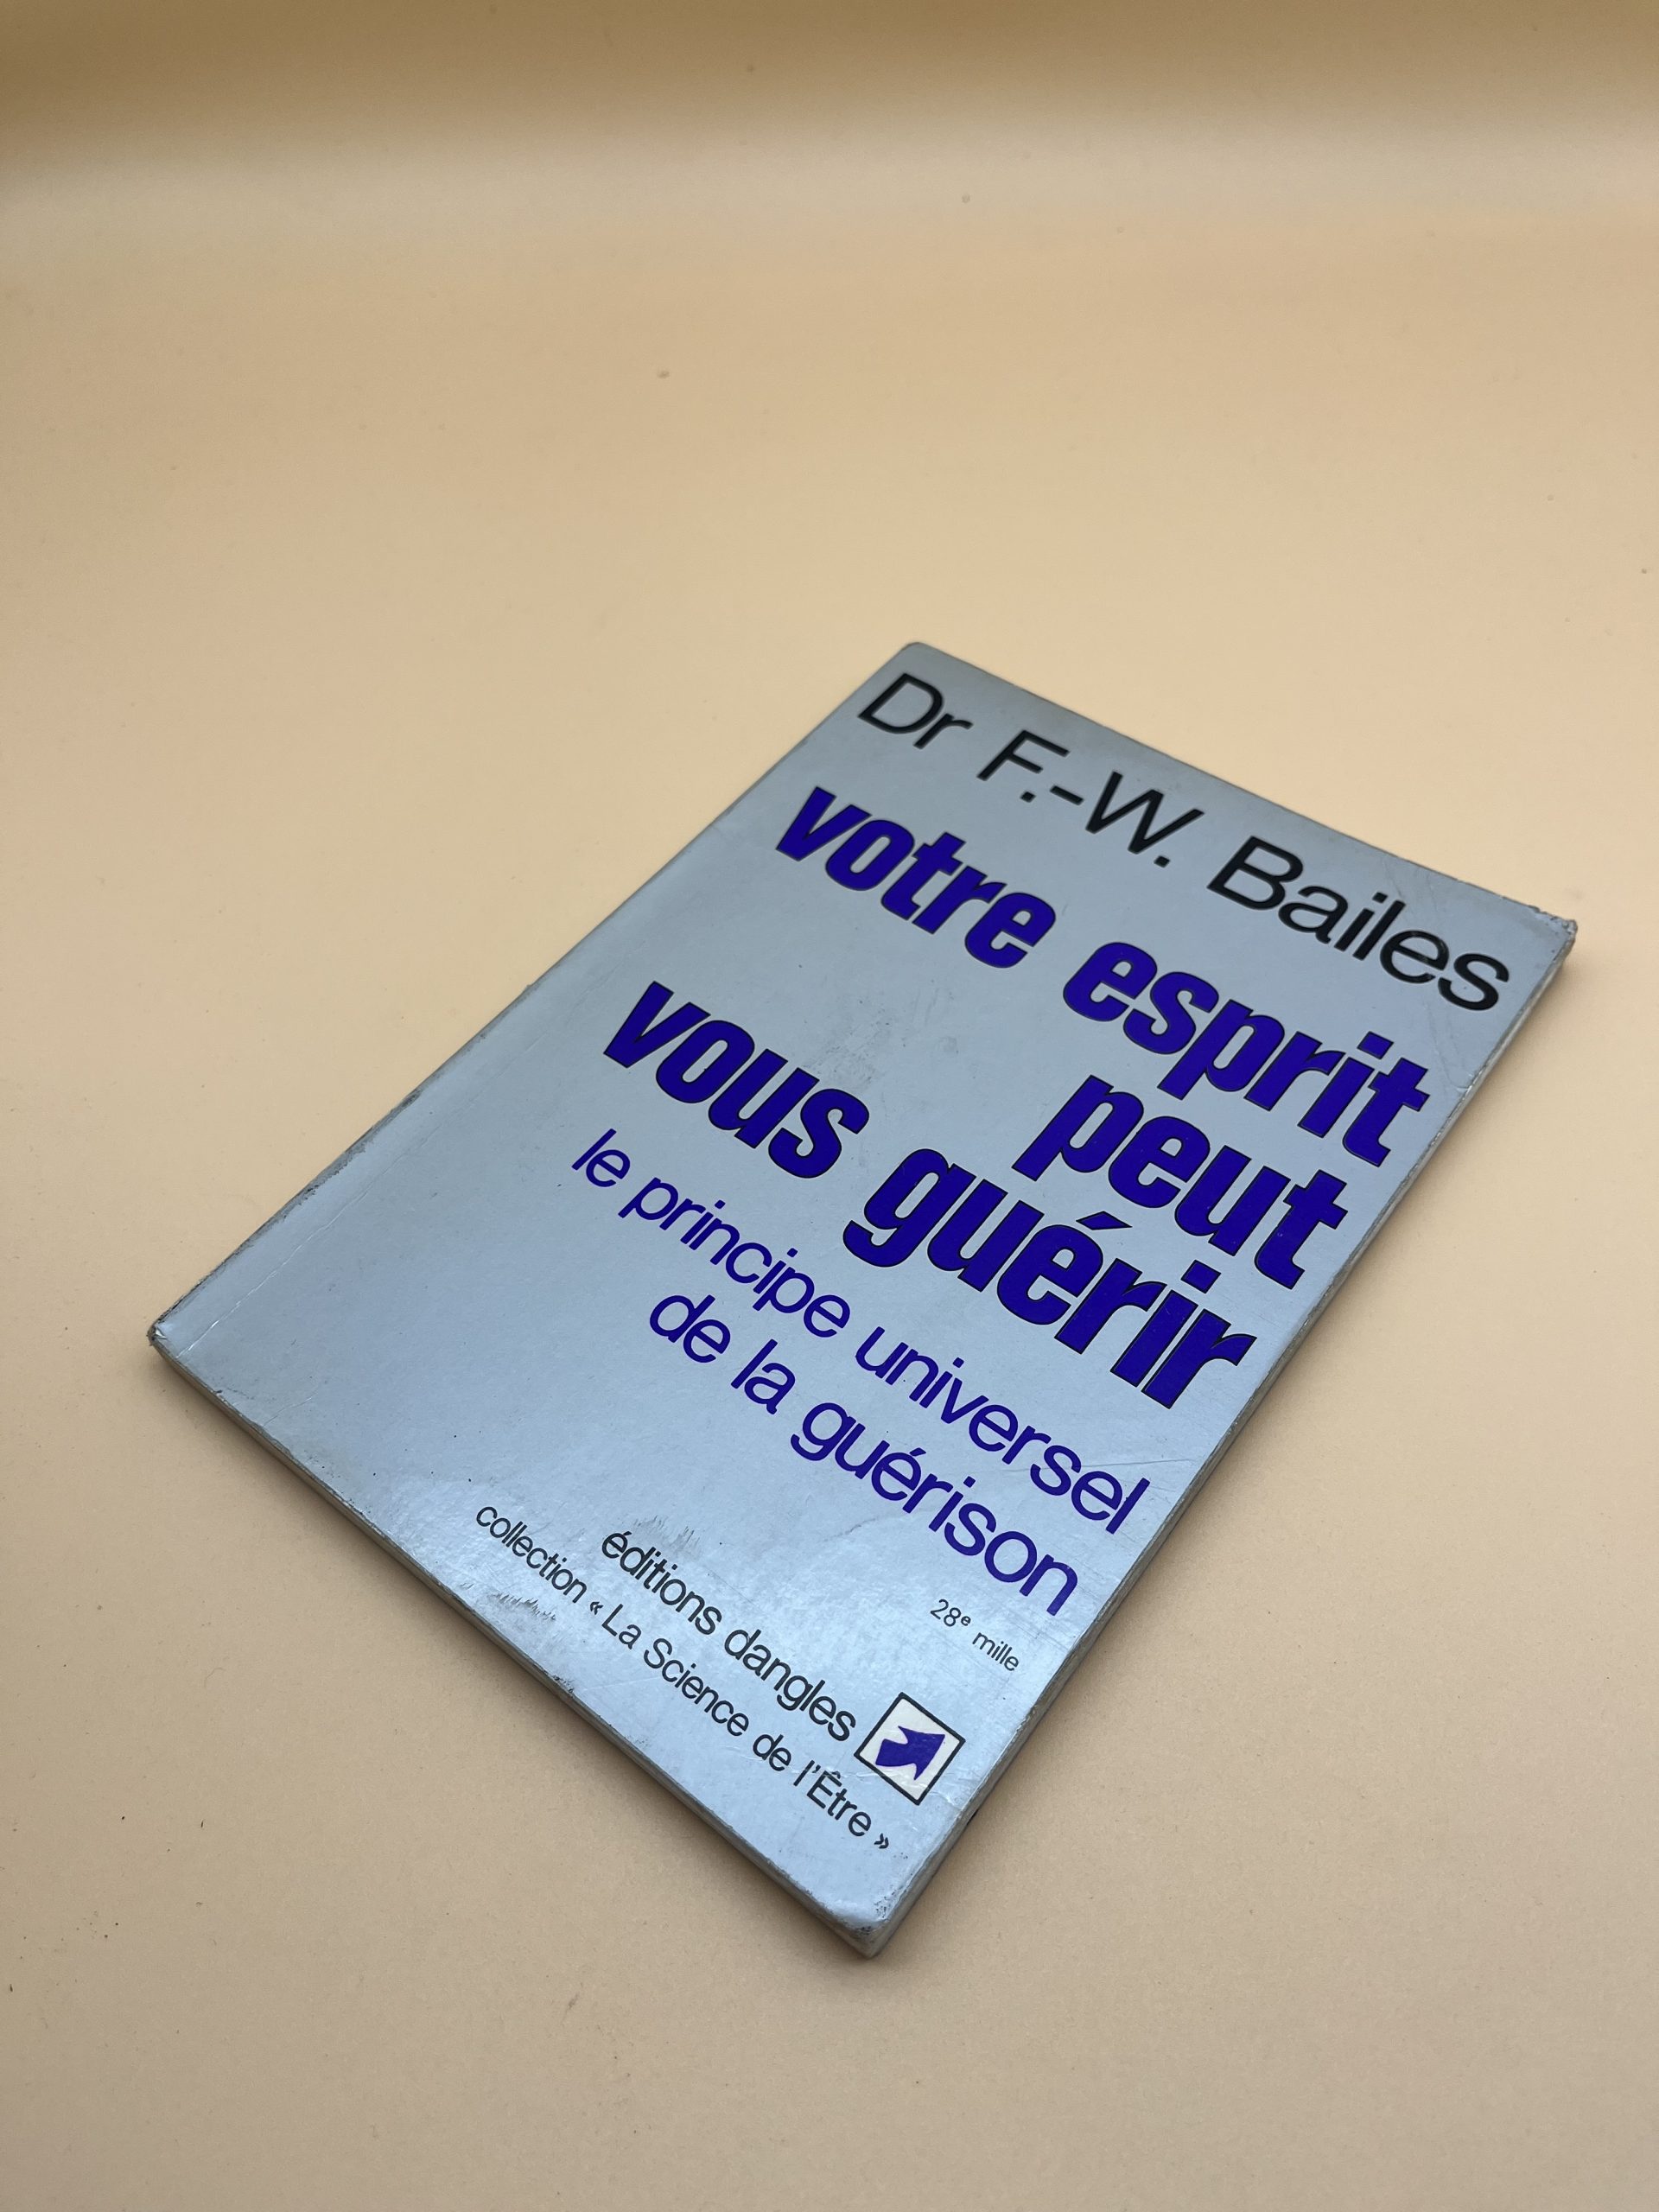 Dr F.-W. Bailes
votre esprit
peut
vous guérir
le principe universel
de la guérison
28e mille
éditions dangles
collection « La Science de l'Être »